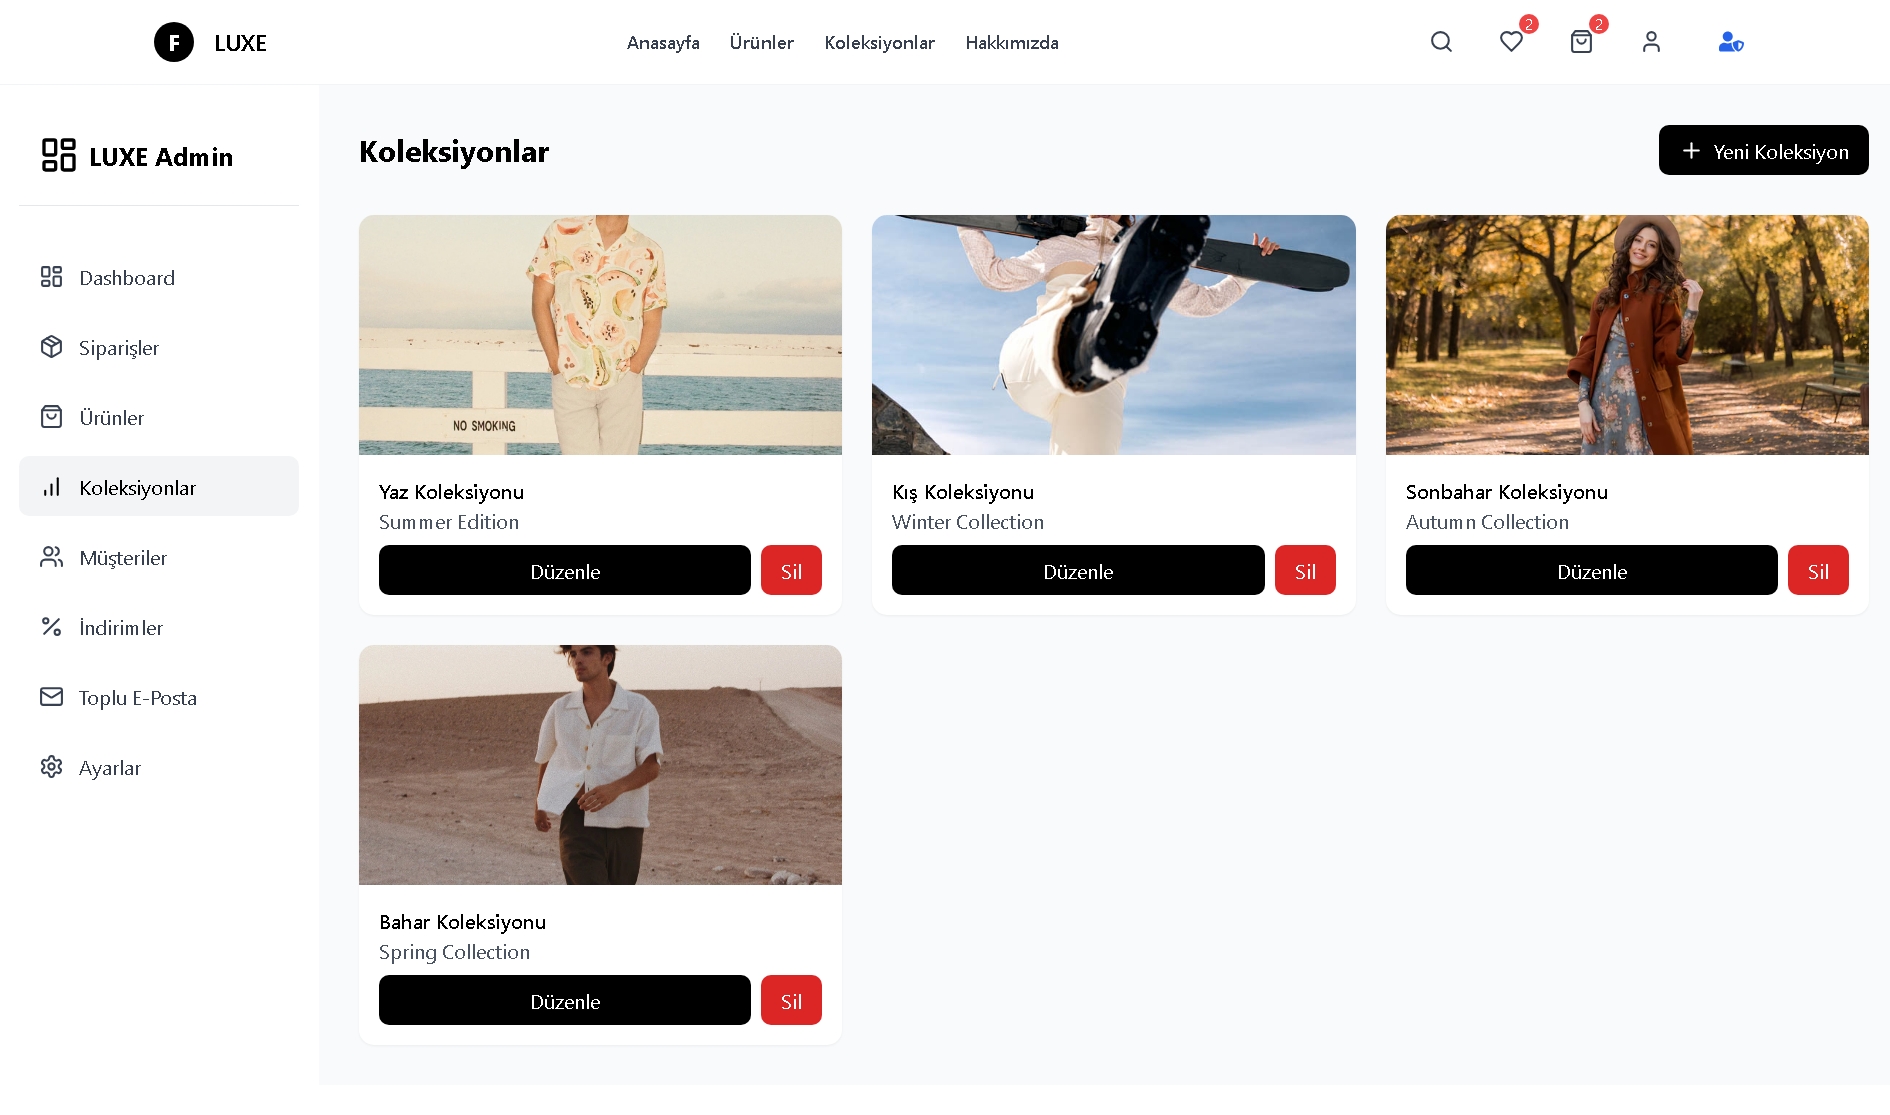 F LUXE
Anasayfa Ürünler Koleksiyonlar Hakkımızda
2
2
LUXE Admin
Dashboard
Siparişler
Ürünler
Koleksiyonlar
Müşteriler
İndirimler
Toplu E-Posta
Ayarlar
Koleksiyonlar
+ Yeni Koleksiyon
NO SMOKING
Yaz Koleksiyonu
Summer Edition
Düzenle Sil
Kış Koleksiyonu
Winter Collection
Düzenle Sil
Sonbahar Koleksiyonu
Autumn Collection
Düzenle Sil
Bahar Koleksiyonu
Spring Collection
Düzenle Sil